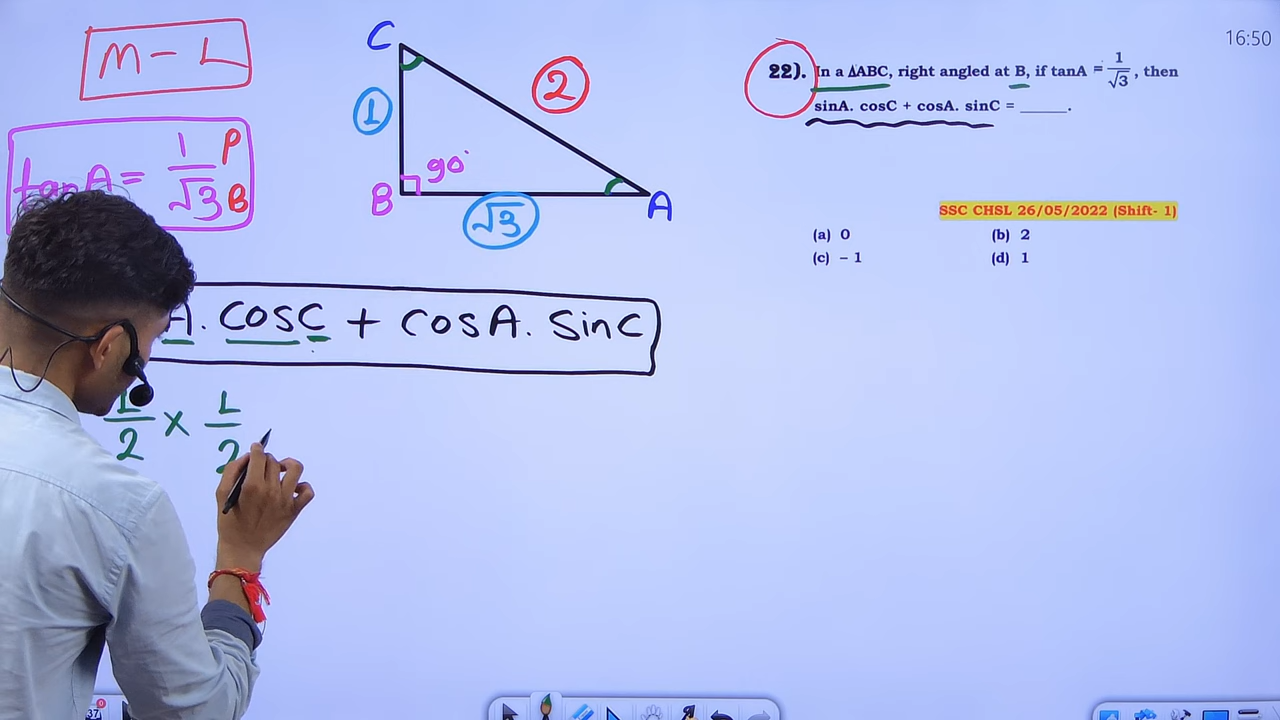 M - L
tanA = 1/√3 P/B
C
1
2
B
90°
√3
A
A. cosC + cosA. SinC
1/2 × 1/2
16:50
22). In a ΔABC, right angled at B, if tanA = 1/√3, then
sinA. cosC + cosA. sinC = _____.
SSC CHSL 26/05/2022 (Shift- 1)
(a) 0 (b) 2
(c) – 1 (d) 1
37